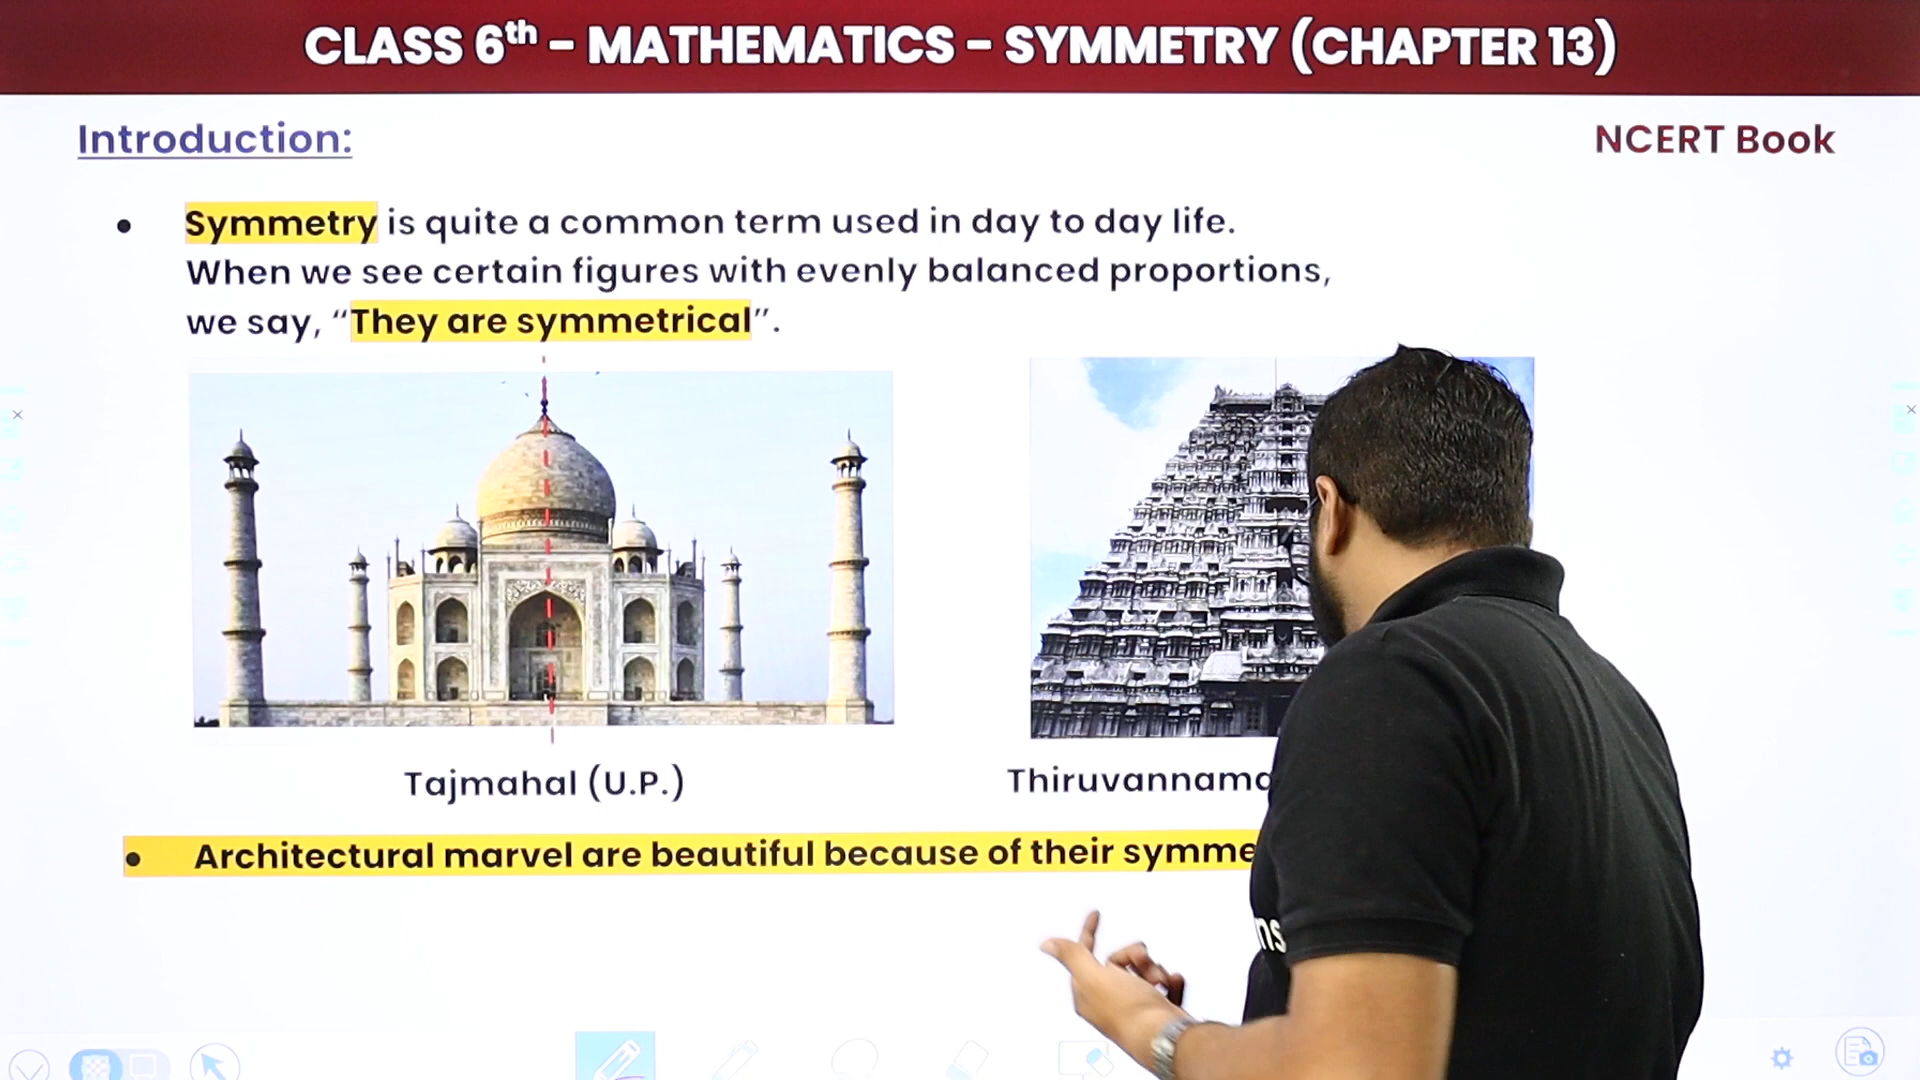 CLASS 6th - MATHEMATICS - SYMMETRY (CHAPTER 13)
Introduction:
NCERT Book
• Symmetry is quite a common term used in day to day life.
When we see certain figures with evenly balanced proportions,
we say, “They are symmetrical”.
Tajmahal (U.P.)
• Architectural marvel are beautiful because of their